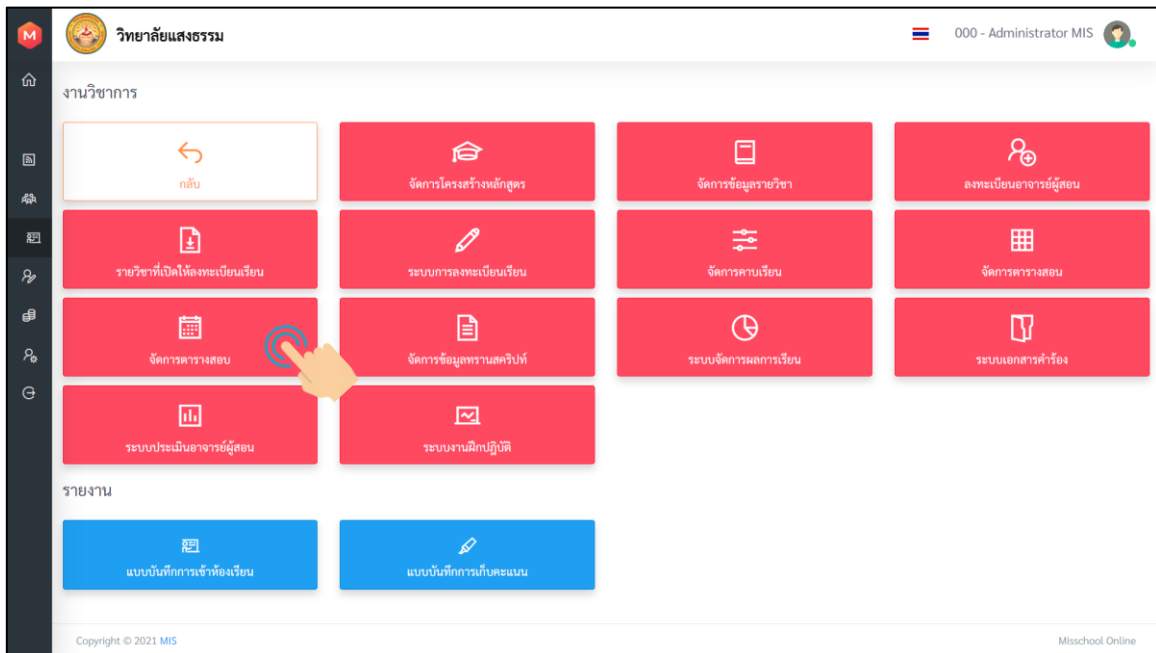 M
วิทยาลัยแสงธรรม
000 - Administrator MIS
งานวิชาการ
กลับ
จัดการโครงสร้างหลักสูตร
จัดการข้อมูลรายวิชา
ลงทะเบียนอาจารย์ผู้สอน
รายวิชาที่เปิดให้ลงทะเบียนเรียน
ระบบการลงทะเบียนเรียน
จัดการคาบเรียน
จัดการตารางสอน
จัดการตารางสอบ
จัดการข้อมูลทรานสคริปท์
ระบบจัดการผลการเรียน
ระบบเอกสารคำร้อง
ระบบประเมินอาจารย์ผู้สอน
ระบบงานฝึกปฏิบัติ
รายงาน
แบบบันทึกการเข้าห้องเรียน
แบบบันทึกการเก็บคะแนน
Copyright © 2021 MIS
Misschool Online